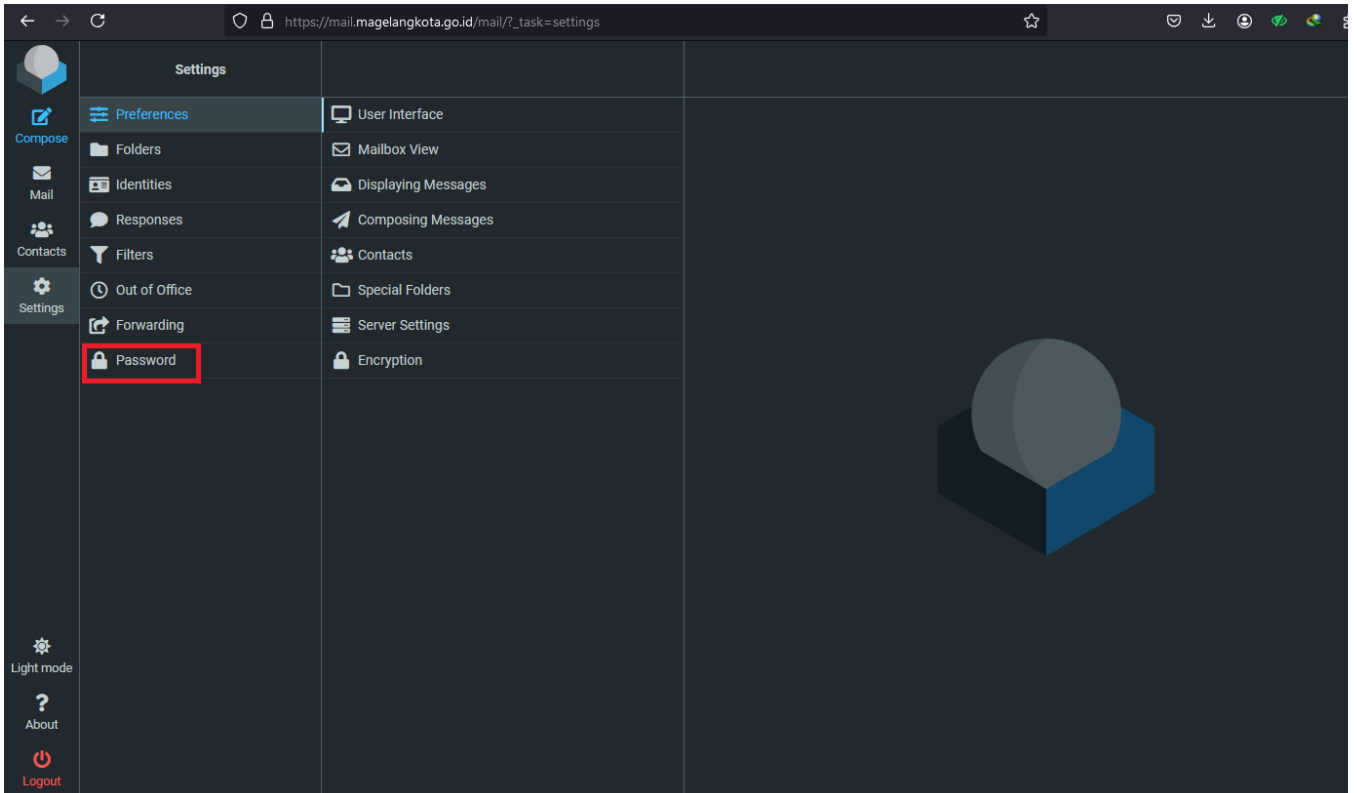 https://mail.magelangkota.go.id/mail/?_task=settings
Settings
Compose
Mail
Contacts
Settings
Light mode
About
Logout
Preferences
Folders
Identities
Responses
Filters
Out of Office
Forwarding
Password
User Interface
Mailbox View
Displaying Messages
Composing Messages
Contacts
Special Folders
Server Settings
Encryption